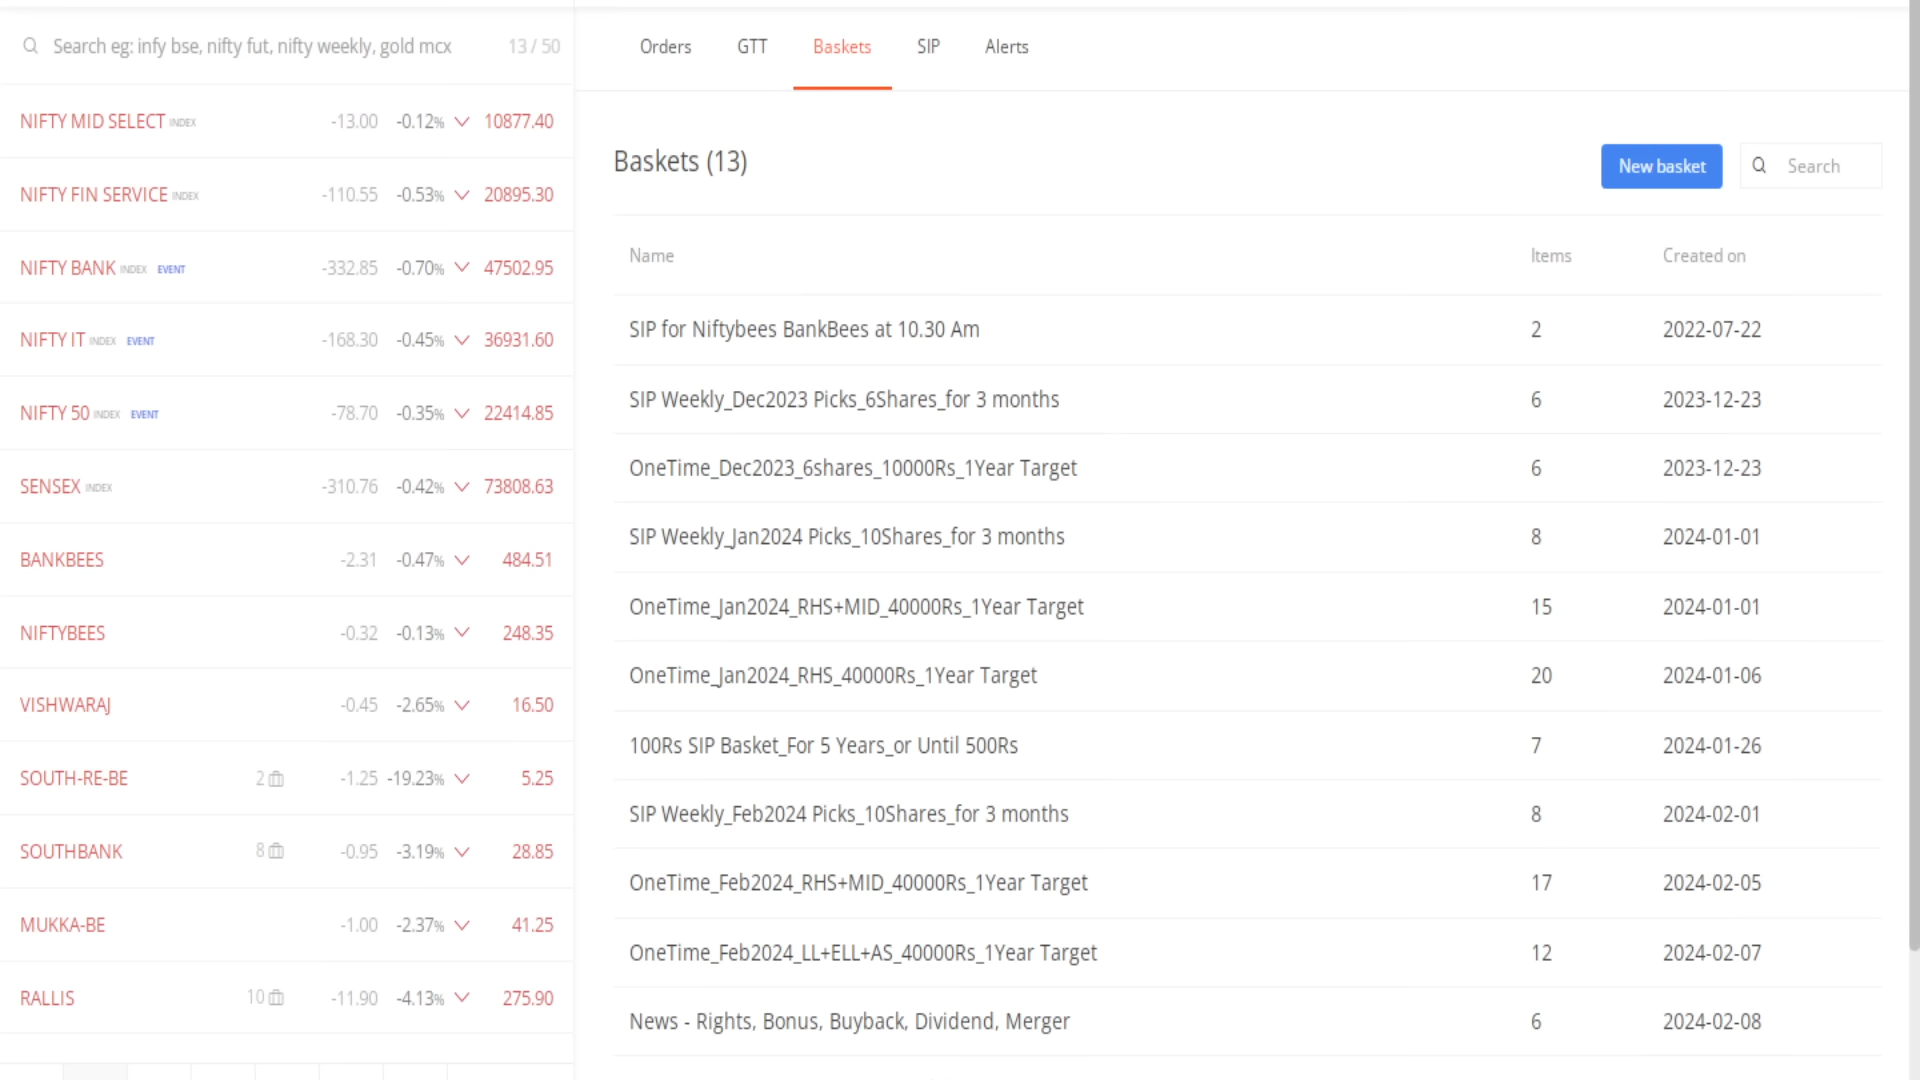 Search eg: infy bse, nifty fut, nifty weekly, gold mcx 13 / 50
NIFTY MID SELECT INDEX -13.00 -0.12% 10877.40
NIFTY FIN SERVICE INDEX -110.55 -0.53% 20895.30
NIFTY BANK INDEX EVENT -332.85 -0.70% 47502.95
NIFTY IT INDEX EVENT -168.30 -0.45% 36931.60
NIFTY 50 INDEX EVENT -78.70 -0.35% 22414.85
SENSEX INDEX -310.76 -0.42% 73808.63
BANKBEES -2.31 -0.47% 484.51
NIFTYBEES -0.32 -0.13% 248.35
VISHWARAJ -0.45 -2.65% 16.50
SOUTH-RE-BE 2 -1.25 -19.23% 5.25
SOUTHBANK 8 -0.95 -3.19% 28.85
MUKKA-BE -1.00 -2.37% 41.25
RALLIS 10 -11.90 -4.13% 275.90
Orders GTT Baskets SIP Alerts
Baskets (13) New basket Search
Name Items Created on
SIP for Niftybees BankBees at 10.30 Am 2 2022-07-22
SIP Weekly_Dec2023 Picks_6Shares_for 3 months 6 2023-12-23
OneTime_Dec2023_6shares_10000Rs_1Year Target 6 2023-12-23
SIP Weekly_Jan2024 Picks_10Shares_for 3 months 8 2024-01-01
OneTime_Jan2024_RHS+MID_40000Rs_1Year Target 15 2024-01-01
OneTime_Jan2024_RHS_40000Rs_1Year Target 20 2024-01-06
100Rs SIP Basket_For 5 Years_or Until 500Rs 7 2024-01-26
SIP Weekly_Feb2024 Picks_10Shares_for 3 months 8 2024-02-01
OneTime_Feb2024_RHS+MID_40000Rs_1Year Target 17 2024-02-05
OneTime_Feb2024_LL+ELL+AS_40000Rs_1Year Target 12 2024-02-07
News - Rights, Bonus, Buyback, Dividend, Merger 6 2024-02-08